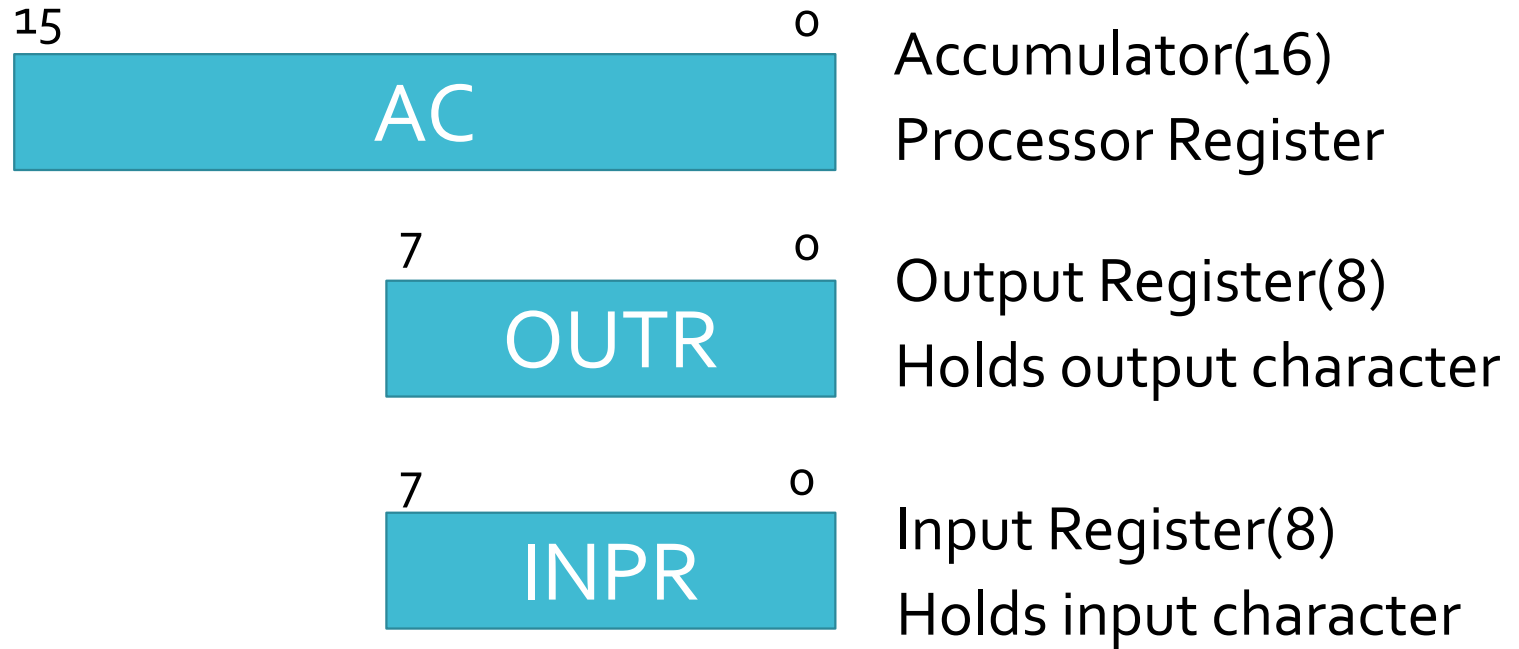 15 0
AC
Accumulator(16)
Processor Register
7 0
OUTR
Output Register(8)
Holds output character
7 0
INPR
Input Register(8)
Holds input character